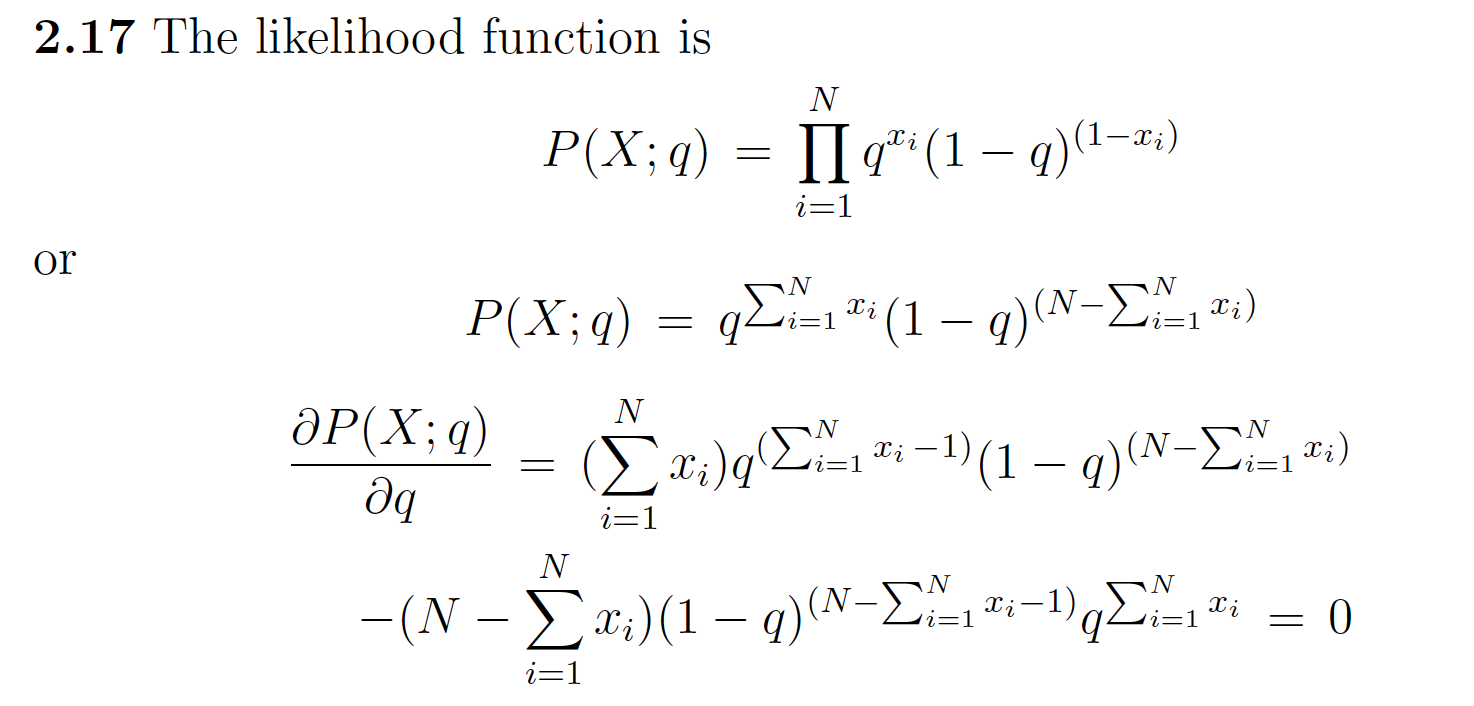 2.17 The likelihood function is
P(X; q) = ∏_{i=1}^{N} q^{x_i}(1 − q)^{(1−x_i)}
or
P(X; q) = q^{∑_{i=1}^{N} x_i}(1 − q)^{(N−∑_{i=1}^{N} x_i)}
∂P(X; q)/∂q = (∑_{i=1}^{N} x_i)q^{(∑_{i=1}^{N} x_i −1)}(1 − q)^{(N−∑_{i=1}^{N} x_i)}
−(N − ∑_{i=1}^{N} x_i)(1 − q)^{(N−∑_{i=1}^{N} x_i−1)}q^{∑_{i=1}^{N} x_i} = 0